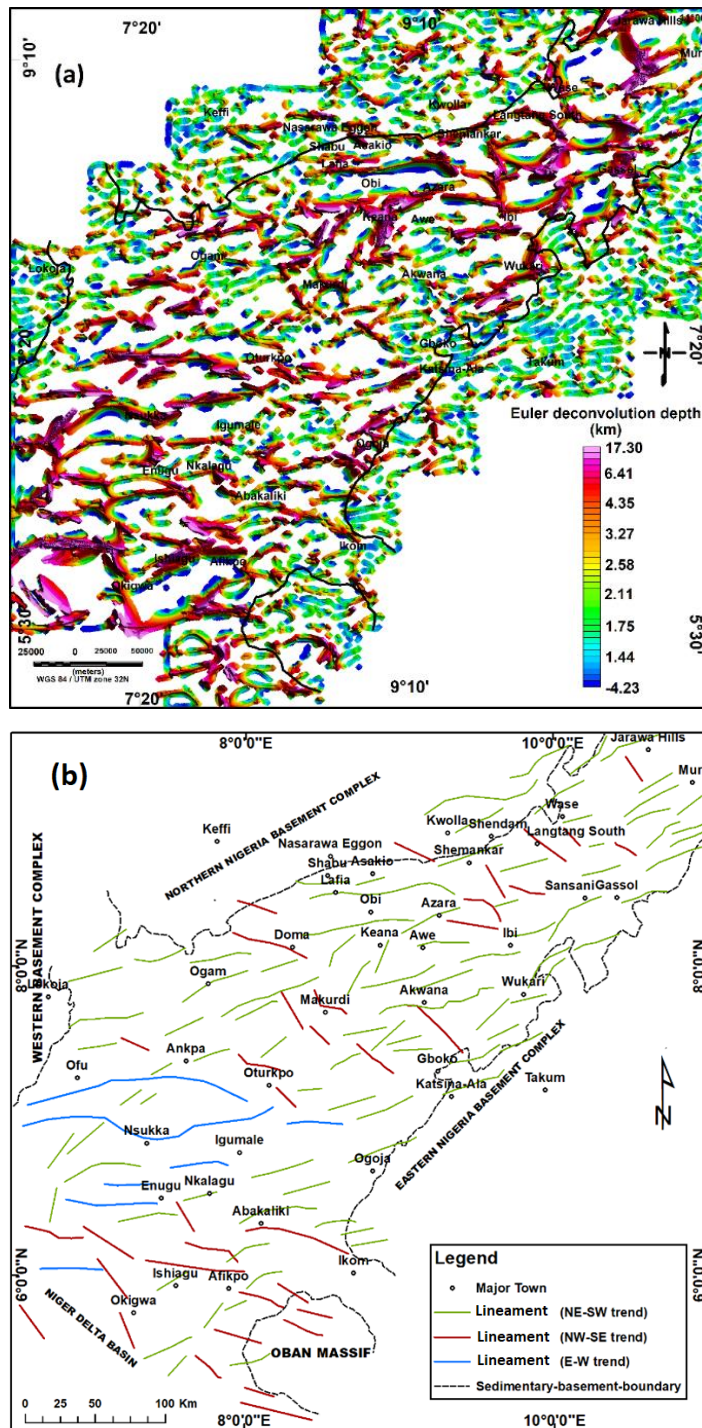 (a)
7°20'
9°10'
Jarawa Hills
9°10'
Mur
Wase
Keffi
Kwolla
Langtang South
Nasarawa Eggon
Shemankar
Shabu Asakio
Lafia
Obi
Azara
Keana
Awe
Ibi
Ogam
Lokoja
Wukari
Akwana
Makurdi
Gboko
7°20'
N
Oturkpo
Katsina-Ala
Takum
Euler deconvolution depth
(km)
Nsukka
Igumale
Ogoja
17.30
6.41
4.35
3.27
2.58
2.11
1.75
1.44
-4.23
Enugu
Nkalagu
Abakaliki
Ikom
Ishiagu
Afikpo
Okigwa
5°30'
5°30'
25000 0 25000 50000
(meters)
WGS 84 / UTM zone 32N
7°20'
9°10'
8°0'0"E
10°0'0"E
(b)
Jarawa Hills
Mur
Wase
NORTHERN NIGERIA BASEMENT COMPLEX
Keffi
Kwolla
Shendam
Langtang South
Nasarawa Eggon
Shemankar
Shabu
Asakio
Lafia
Sansani
Gassol
WESTERN BASEMENT COMPLEX
Obi
Azara
Doma
Keana
Awe
Ibi
8°0'0"N
8°0'0"N
Ogam
Lokoja
Wukari
Akwana
Makurdi
Ankpa
Gboko
Ofu
Oturkpo
Katsina-Ala
Takum
EASTERN NIGERIA BASEMENT COMPLEX
N
Nsukka
Igumale
Ogoja
Enugu
Nkalagu
Abakaliki
Ikom
6°0'0"N
6°0'0"N
Ishiagu
Afikpo
Okigwa
NIGER DELTA BASIN
OBAN MASSIF
Legend
Major Town
Lineament (NE-SW trend)
Lineament (NW-SE trend)
Lineament (E-W trend)
Sedimentary-basement-boundary
0 25 50 100 Km
8°0'0"E
10°0'0"E